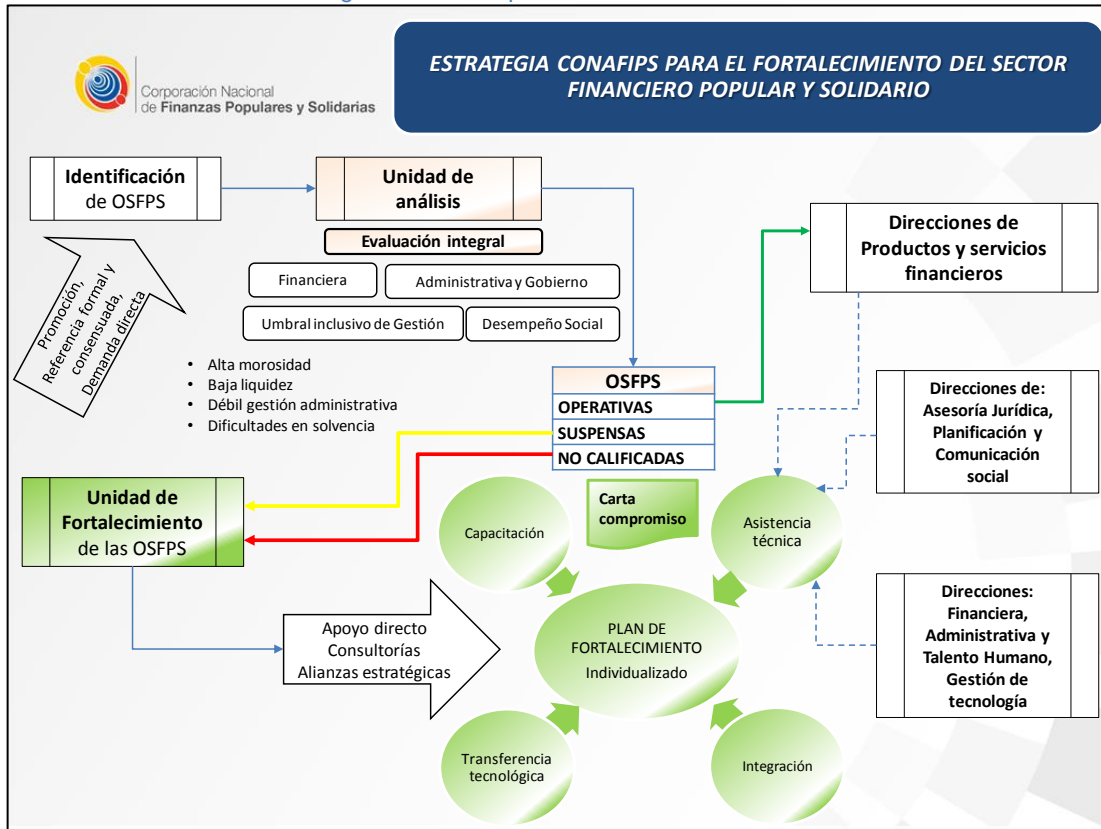 ESTRATEGIA CONAFIPS PARA EL FORTALECIMIENTO DEL SECTOR
FINANCIERO POPULAR Y SOLIDARIO
Corporación Nacional
de Finanzas Populares y Solidarias
Identificación
de OSFPS
Unidad de
análisis
Evaluación integral
Financiera
Administrativa y Gobierno
Umbral inclusivo de Gestión
Desempeño Social
Direcciones de
Productos y servicios
financieros
Promoción,
Referencia formal y
consensuada,
Demanda directa
• Alta morosidad
• Baja liquidez
• Débil gestión administrativa
• Dificultades en solvencia
OSFPS
OPERATIVAS
SUSPENSAS
NO CALIFICADAS
Direcciones de:
Asesoría Jurídica,
Planificación y
Comunicación
social
Unidad de
Fortalecimiento
de las OSFPS
Capacitación
Carta
compromiso
Asistencia
técnica
Apoyo directo
Consultorías
Alianzas estratégicas
PLAN DE
FORTALECIMIENTO
Individualizado
Direcciones:
Financiera,
Administrativa y
Talento Humano,
Gestión de
tecnología
Transferencia
tecnológica
Integración